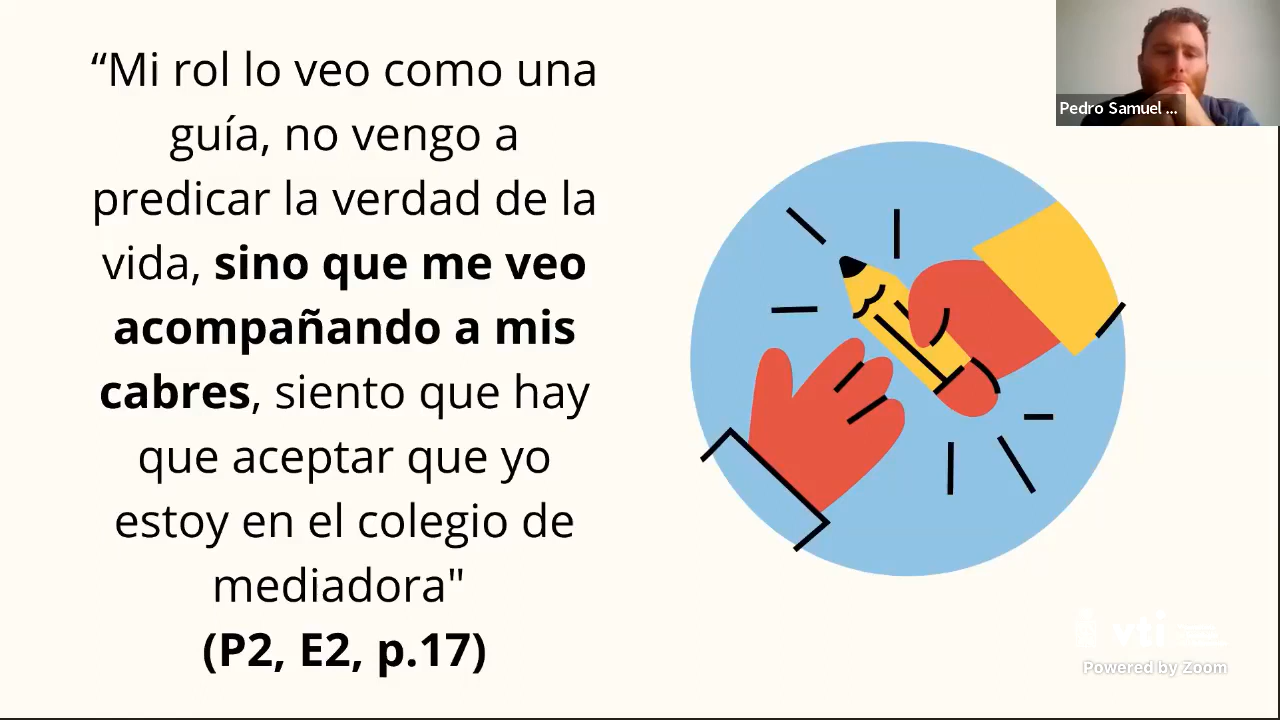 “Mi rol lo veo como una
guía, no vengo a
predicar la verdad de la
vida, sino que me veo
acompañando a mis
cabres, siento que hay
que aceptar que yo
estoy en el colegio de
mediadora"
(P2, E2, p.17)
Pedro Samuel ...
vti
Powered by Zoom